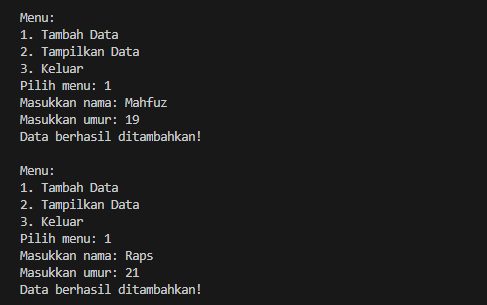 Menu:
1. Tambah Data
2. Tampilkan Data
3. Keluar
Pilih menu: 1
Masukkan nama: Mahfuz
Masukkan umur: 19
Data berhasil ditambahkan!
Menu:
1. Tambah Data
2. Tampilkan Data
3. Keluar
Pilih menu: 1
Masukkan nama: Raps
Masukkan umur: 21
Data berhasil ditambahkan!